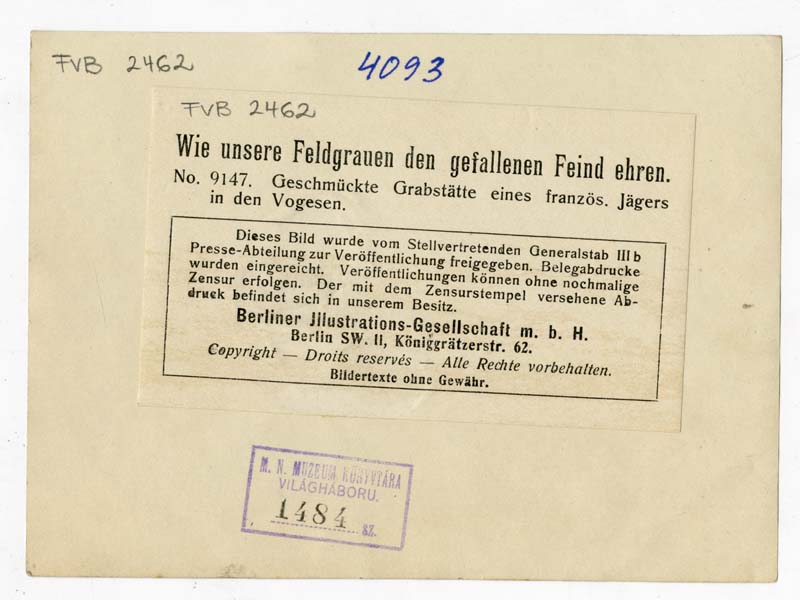 FVB 2462
4093
FVB 2462
Wie unsere Feldgrauen den gefallenen Feind ehren.
No. 9147. Geschmückte Grabstätte eines französ. Jägers
in den Vogesen.
Dieses Bild wurde vom Stellvertretenden Generalstab III b
Presse-Abteilung zur Veröffentlichung freigegeben. Belegabdrucke
wurden eingereicht. Veröffentlichungen können ohne nochmalige
Zensur erfolgen. Der mit dem Zensurstempel versehene Ab-
druck befindet sich in unserem Besitz.
Berliner Jllustrations-Gesellschaft m. b. H.
Berlin SW. 11, Königgrätzerstr. 62.
Copyright — Droits reservés — Alle Rechte vorbehalten.
Bildertexte ohne Gewähr.
M. N. MUZEUM KÖNYVTÁRA
VILÁGHÁBORU.
1484 sz.